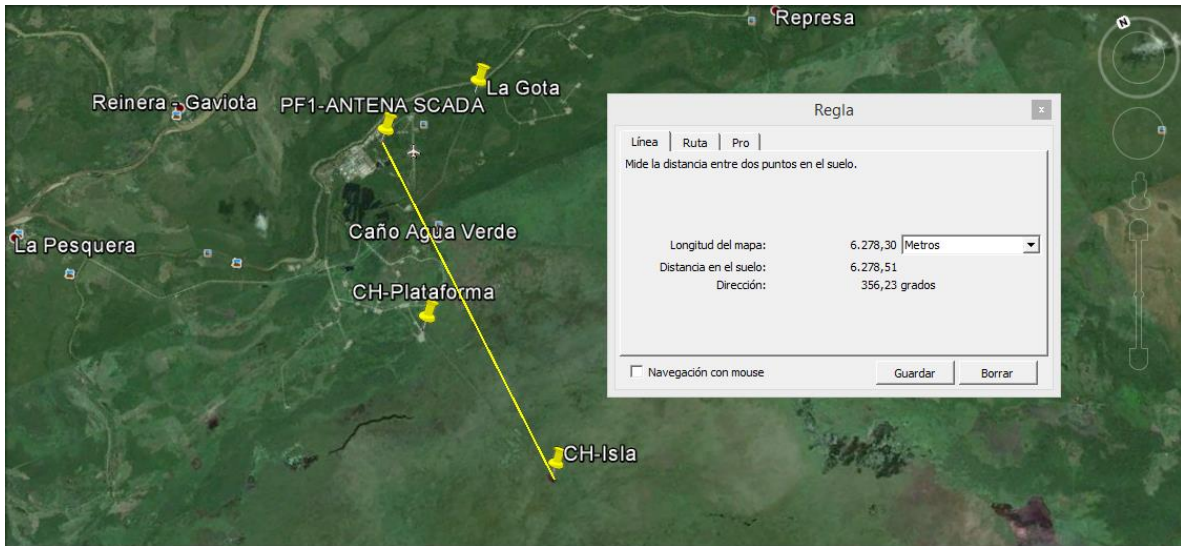 Represa
N
La Gota
Reinera - Gaviota
PF1-ANTENA SCADA
Caño Agua Verde
La Pesquera
CH-Plataforma
CH-Isla
Regla
x
Línea
Ruta
Pro
Mide la distancia entre dos puntos en el suelo.
Longitud del mapa: 6.278,30 Metros
Distancia en el suelo: 6.278,51
Dirección: 356,23 grados
Navegación con mouse
Guardar
Borrar